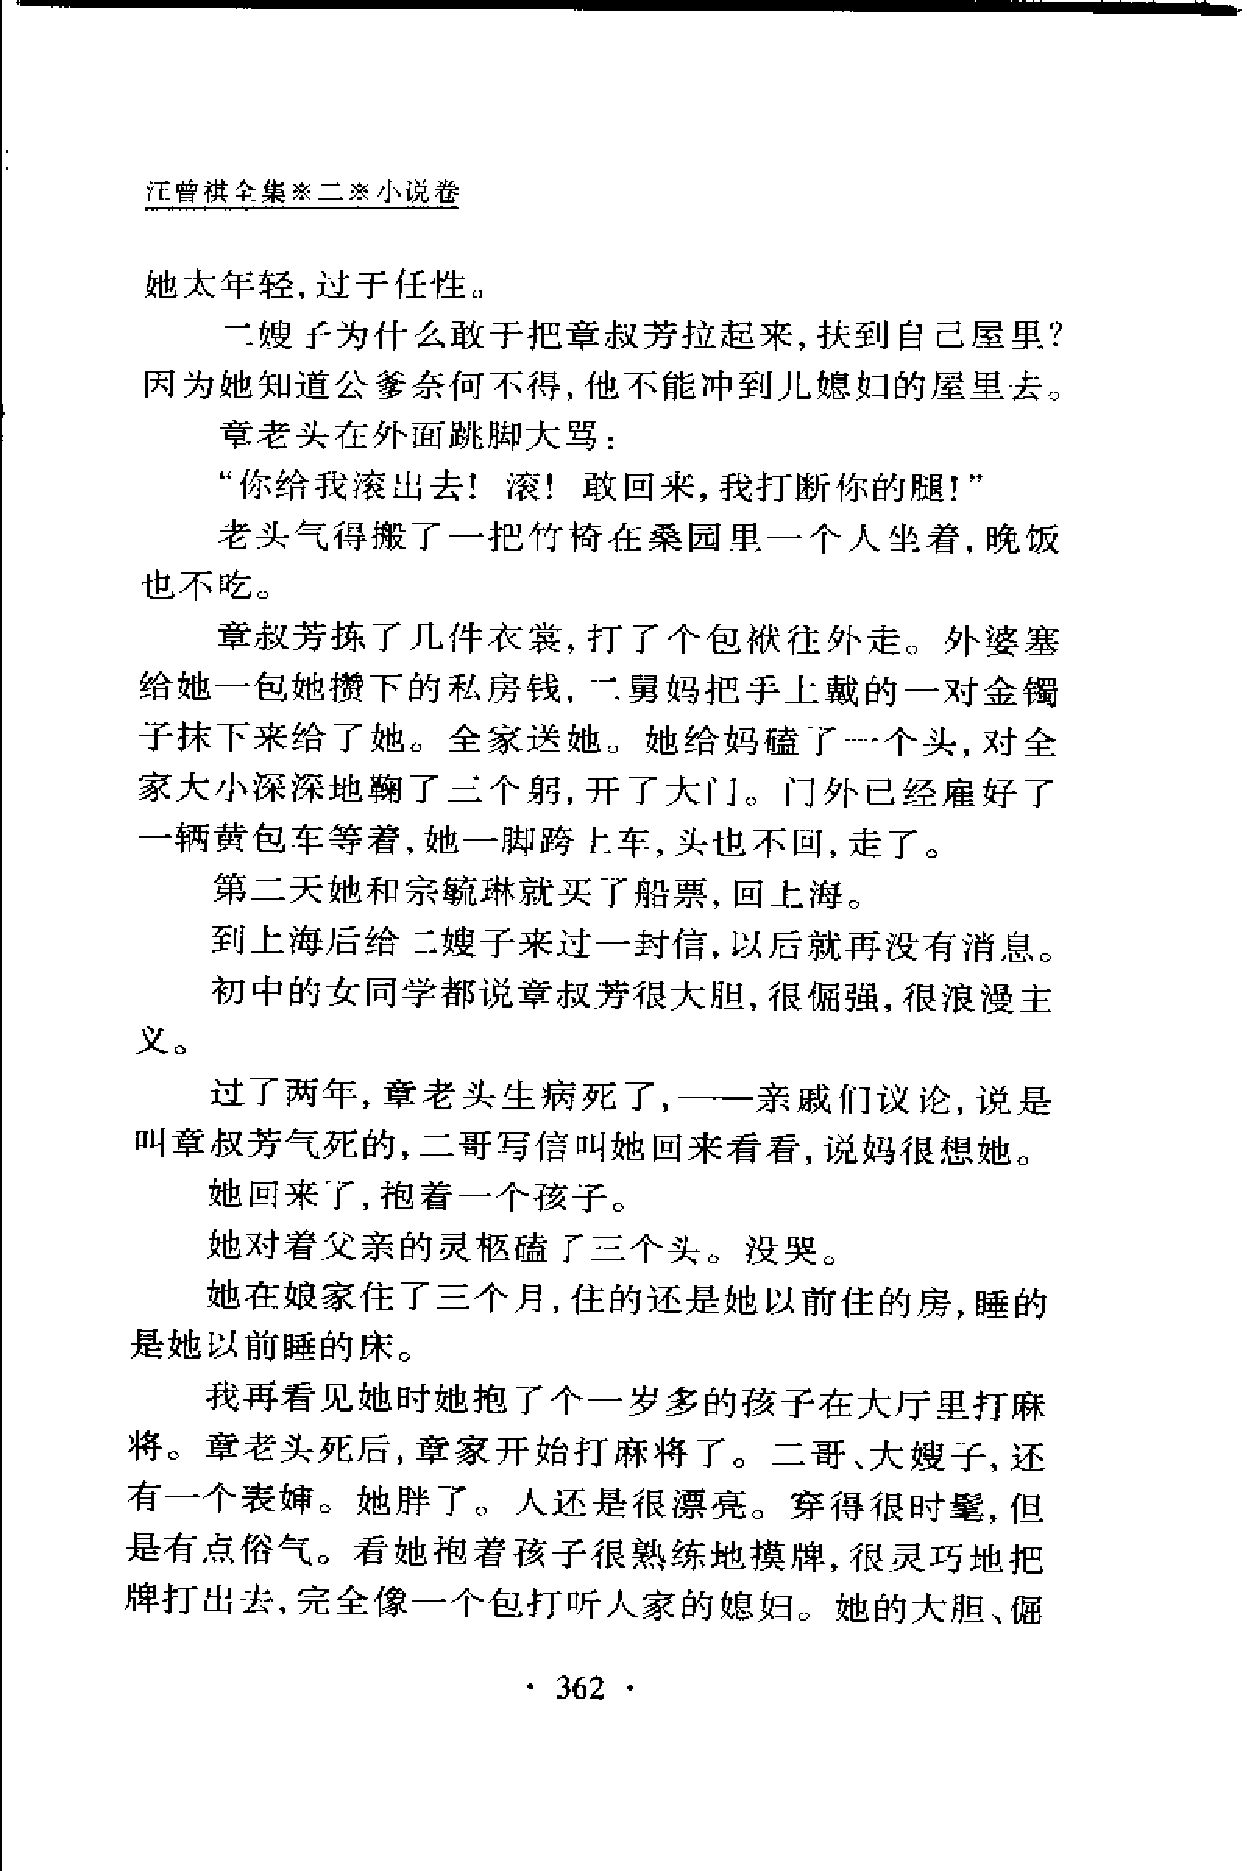 汪曾祺全集※二※小说卷
她太年轻,过于任性。
二嫂子为什么敢于把章叔芳拉起来,扶到自己屋里?
因为她知道公爹奈何不得,他不能冲到儿媳妇的屋里去。
章老头在外面跳脚大骂:
“你给我滚出去! 滚! 敢回来,我打断你的腿!”
老头气得搬了一把竹椅在桑园里一个人坐着,晚饭
也不吃。
章叔芳拣了几件衣裳,打了个包袱往外走。外婆塞
给她一包她攒下的私房钱,二舅妈把手上戴的一对金镯
子抹下来给了她。全家送她。她给妈磕了一个头,对全
家大小深深地鞠了三个躬,开了大门。门外已经雇好了
一辆黄包车等着,她一脚跨上车,头也不回,走了。
第二天她和宗毓琳就买了船票,回上海。
到上海后给二嫂子来过一封信,以后就再没有消息。
初中的女同学都说章叔芳很大胆,很倔强,很浪漫主
义。
过了两年,章老头生病死了,——亲戚们议论,说是
叫章叔芳气死的,二哥写信叫她回来看看,说妈很想她。
她回来了,抱着一个孩子。
她对着父亲的灵柩磕了三个头。没哭。
她在娘家住了三个月,住的还是她以前住的房,睡的
是她以前睡的床。
我再看见她时她抱了个一岁多的孩子在大厅里打麻
将。章老头死后,章家开始打麻将了。二哥、大嫂子,还
有一个表婶。她胖了。人还是很漂亮。穿得很时髦,但
是有点俗气。看她抱着孩子很熟练地摸牌,很灵巧地把
牌打出去,完全像一个包打听人家的媳妇。她的大胆、倔
· 362 ·